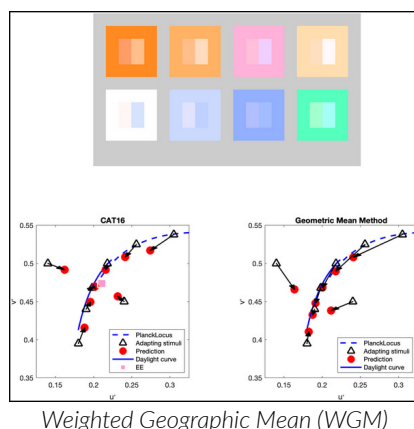 CAT16
Geometric Mean Method
0.55
0.5
0.45
0.4
0.35
v'
0.15
0.2
0.25
0.3
u'
PlanckLocus
Adapting stimuli
Prediction
Daylight curve
EE
0.55
0.5
0.45
0.4
0.35
v'
0.15
0.2
0.25
0.3
u'
PlanckLocus
Adapting stimuli
Prediction
Daylight curve
Weighted Geographic Mean (WGM)